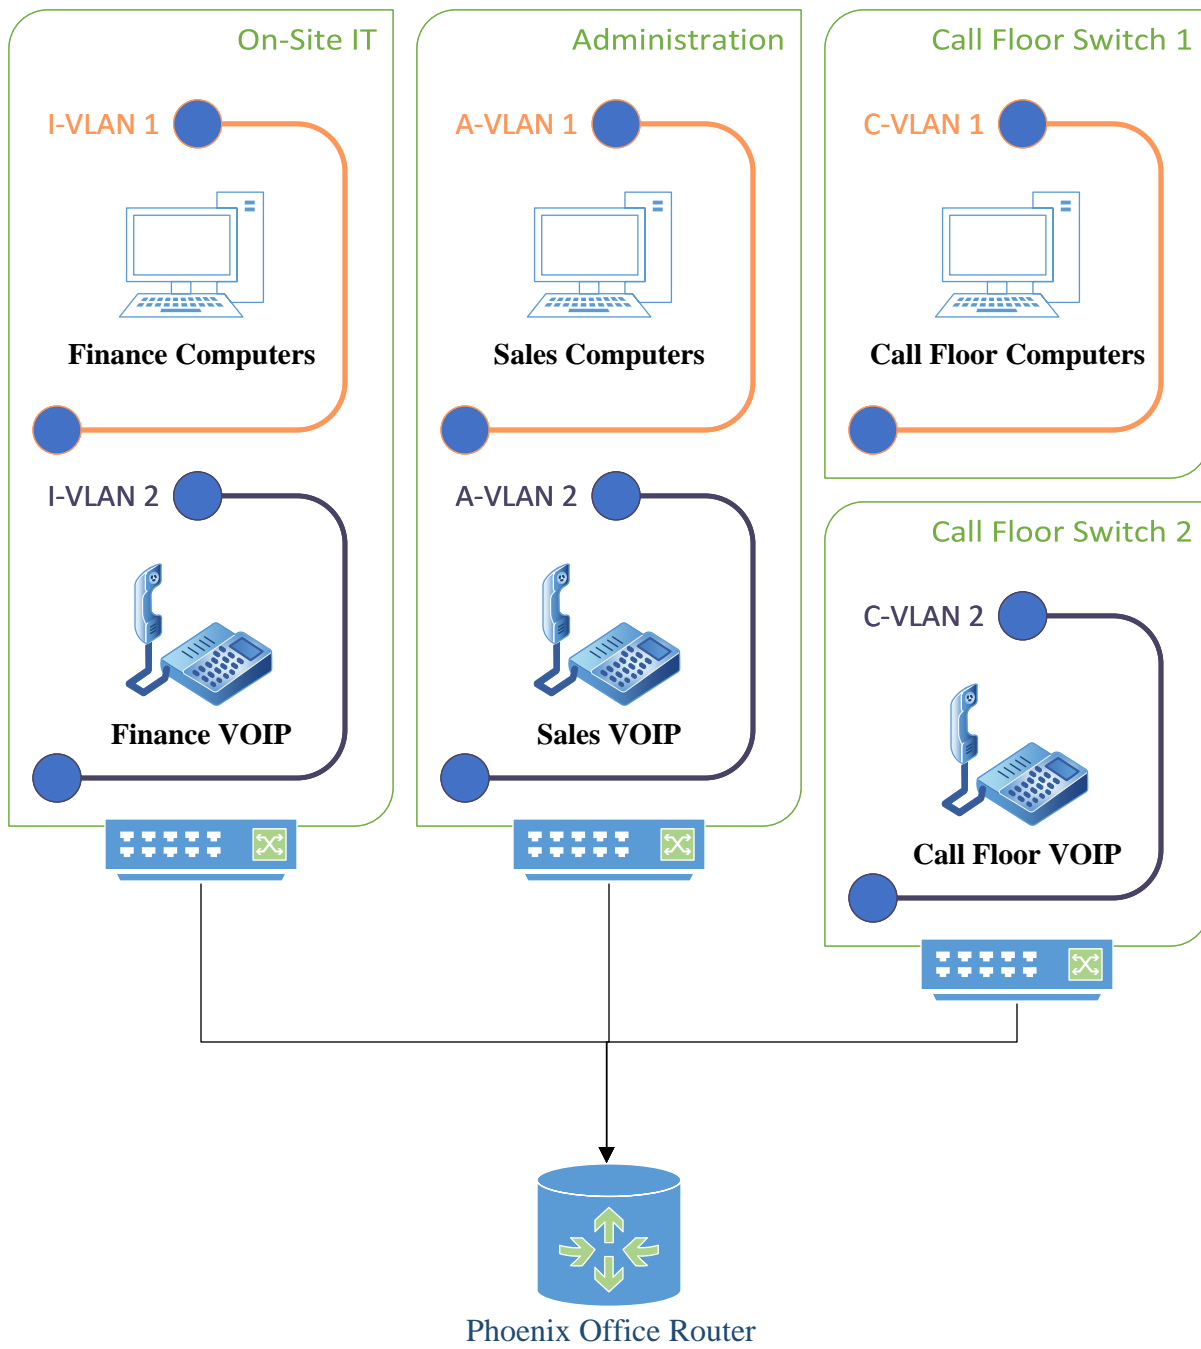 On-Site IT
I-VLAN 1
Finance Computers
I-VLAN 2
Finance VOIP
Administration
A-VLAN 1
Sales Computers
A-VLAN 2
Sales VOIP
Call Floor Switch 1
C-VLAN 1
Call Floor Computers
Call Floor Switch 2
C-VLAN 2
Call Floor VOIP
Phoenix Office Router